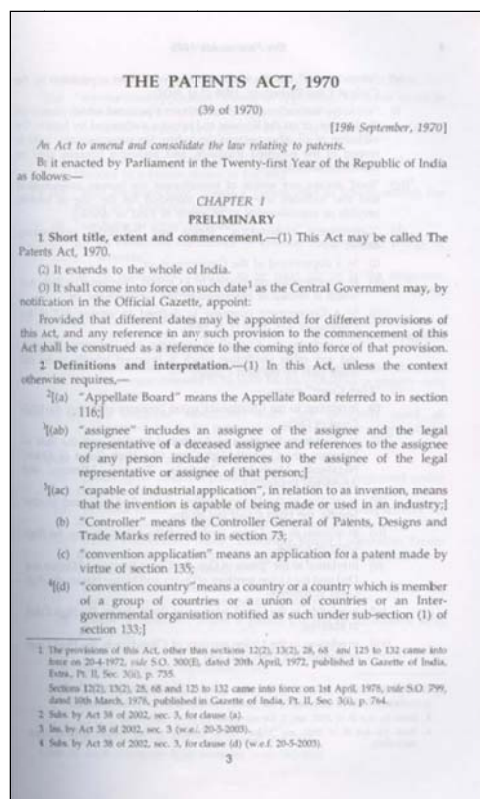 THE PATENTS ACT, 1970
(39 of 1970)
[19th September, 1970]
An Act to amend and consolidate the law relating to patents.
BE it enacted by Parliament in the Twenty-first Year of the Republic of India
as follows:—
CHAPTER I
PRELIMINARY
1. Short title, extent and commencement.—(1) This Act may be called The
Patents Act, 1970.
(2) It extends to the whole of India.
(3) It shall come into force on such date¹ as the Central Government may, by
notification in the Official Gazette, appoint:
Provided that different dates may be appointed for different provisions of
this Act, and any reference in any such provision to the commencement of this
Act shall be construed as a reference to the coming into force of that provision.
2. Definitions and interpretation.—(1) In this Act, unless the context
otherwise requires,—
²[(a) "Appellate Board" means the Appellate Board referred to in section
116;]
³[(ab) "assignee" includes an assignee of the assignee and the legal
representative of a deceased assignee and references to the assignee
of any person include references to the assignee of the legal
representative or assignee of that person;]
³[(ac) "capable of industrial application", in relation to as invention, means
that the invention is capable of being made or used in an industry;]
(b) "Controller" means the Controller General of Patents, Designs and
Trade Marks referred to in section 73;
(c) "convention application" means an application for a patent made by
virtue of section 135;
⁴[(d) "convention country" means a country or a country which is member
of a group of countries or a union of countries or an Inter-
governmental organisation notified as such under sub-section (1) of
section 133;]
1 The provisions of this Act, other than sections 12(2), 13(2), 28, 68 and 125 to 132 came into
force on 20-4-1972, vide S.O. 300(E), dated 20th April, 1972, published in Gazette of India,
Extra., Pt. II, Sec. 3(ii), p. 735.
Sections 12(2), 13(2), 28, 68 and 125 to 132 came into force on 1st April, 1978, vide S.O. 799,
dated 10th March, 1978, published in Gazette of India, Pt. II, Sec. 3(ii), p. 764.
2 Subs. by Act 38 of 2002, sec. 3, for clause (a).
3 Ins. by Act 38 of 2002, sec. 3 (w.e.f. 20-5-2003).
4 Subs. by Act 38 of 2002, sec. 3, for clause (d) (w.e.f. 20-5-2003).
3